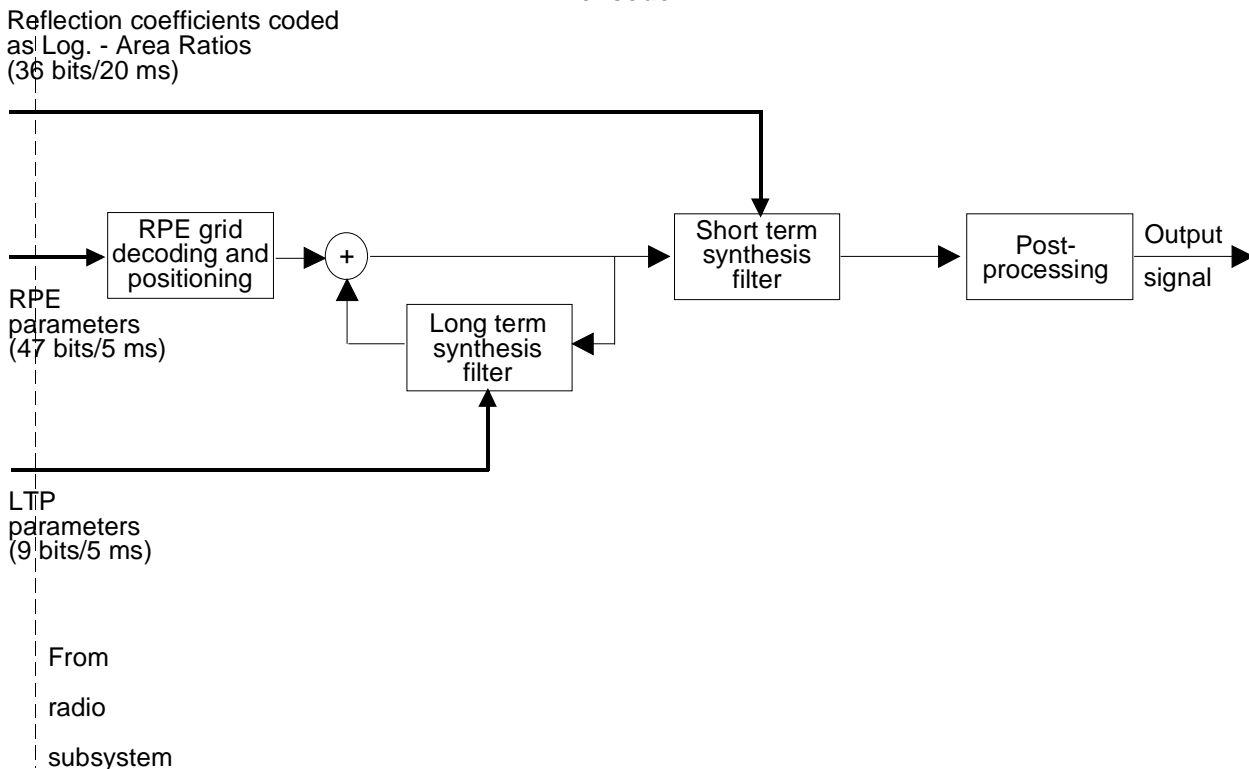 Reflection coefficients coded
as Log. - Area Ratios
(36 bits/20 ms)
RPE grid
decoding and
positioning
+
Short term
synthesis
filter
Post-
processing
Output
signal
RPE
parameters
(47 bits/5 ms)
Long term
synthesis
filter
LTP
parameters
(9 bits/5 ms)
From
radio
subsystem